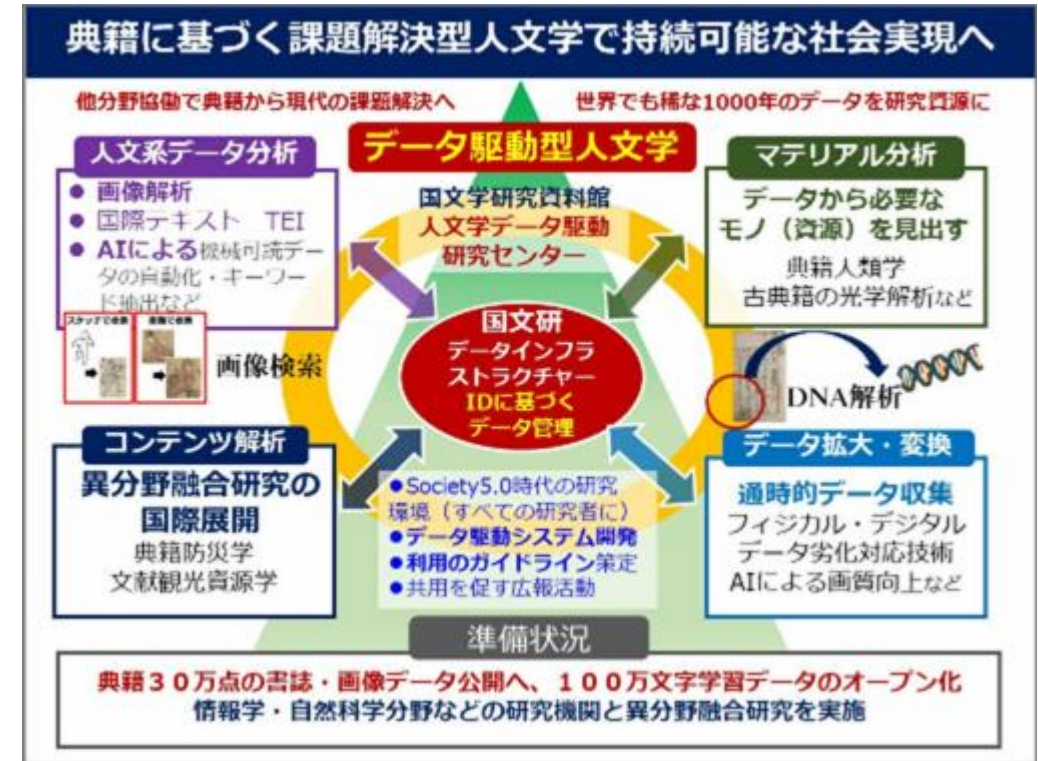 典籍に基づく課題解決型人文学で持続可能な社会実現へ
他分野協働で典籍から現代の課題解決へ
世界でも稀な1000年のデータを研究資源に
データ駆動型人文学
人文系データ分析
● 画像解析
● 国際テキスト TEI
● AIによる機械可読デー
タの自動化・キーワー
ド抽出など
画像検索
国文学研究資料館
人文学データ駆動
研究センター
マテリアル分析
データから必要な
モノ（資源）を見出す
典籍人類学
古典籍の光学解析など
DNA解析
国文研
データインフラ
ストラクチャー
IDに基づく
データ管理
コンテンツ解析
異分野融合研究の
国際展開
典籍防災学
文献観光資源学
●Society5.0時代の研究
環境（すべての研究者に）
●データ駆動システム開発
●利用のガイドライン策定
●共用を促す広報活動
データ拡大・変換
通時的データ収集
フィジカル・デジタル
データ劣化対応技術
AIによる画質向上など
準備状況
典籍３０万点の書誌・画像データ公開へ、１００万文字学習データのオープン化
情報学・自然科学分野などの研究機関と異分野融合研究を実施